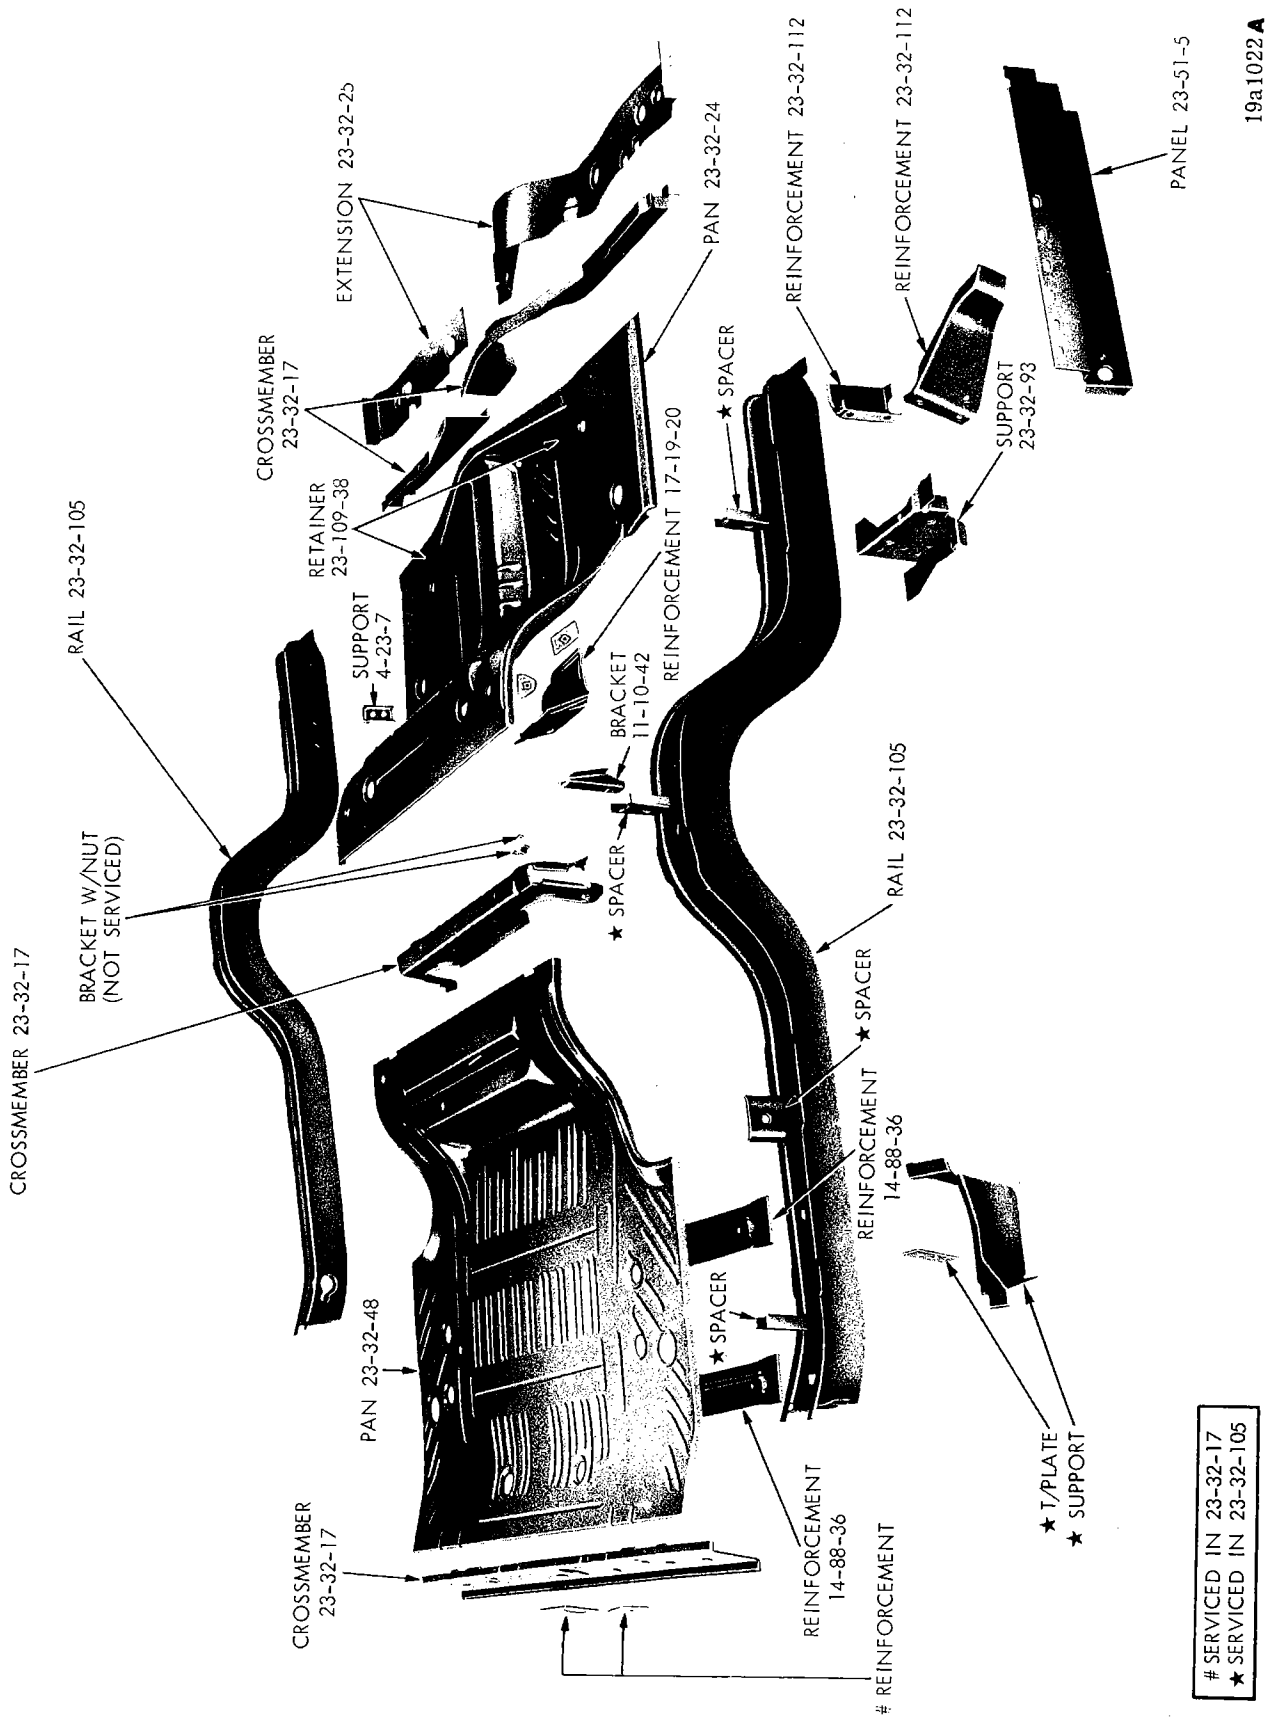 CROSSMEMBER 23-32-17
RAIL 23-32-105
BRACKET W/NUT
(NOT SERVICED)
CROSSMEMBER
23-32-17
EXTENSION 23-32-25
RETAINER
23-109-38
SUPPORT
4-23-7
PAN 23-32-48
CROSSMEMBER
23-32-17
PAN 23-32-24
REINFORCEMENT 17-19-20
BRACKET
11-10-42
★ SPACER
★ SPACER
REINFORCEMENT 23-32-112
REINFORCEMENT 23-32-112
SUPPORT
23-32-93
PANEL 23-51-5
RAIL 23-32-105
★ SPACER
REINFORCEMENT
14-88-36
★ SPACER
REINFORCEMENT
14-88-36
# REINFORCEMENT
★ T/PLATE
★ SUPPORT
# SERVICED IN 23-32-17
★ SERVICED IN 23-32-105
19a1022A